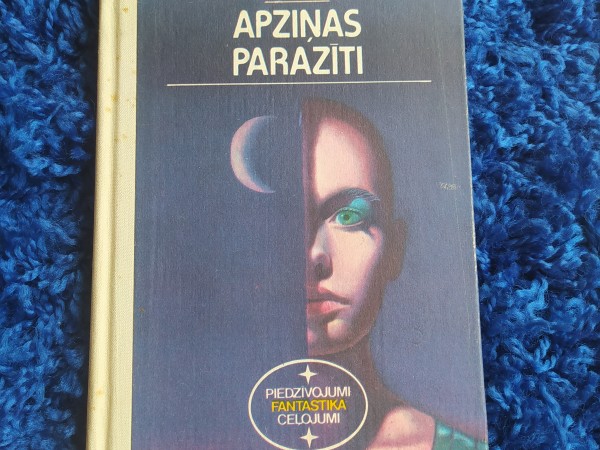 APZIŅAS
PARAZĪTI
PIEDZĪVOJUMI
FANTASTIKA
CEĻOJUMI